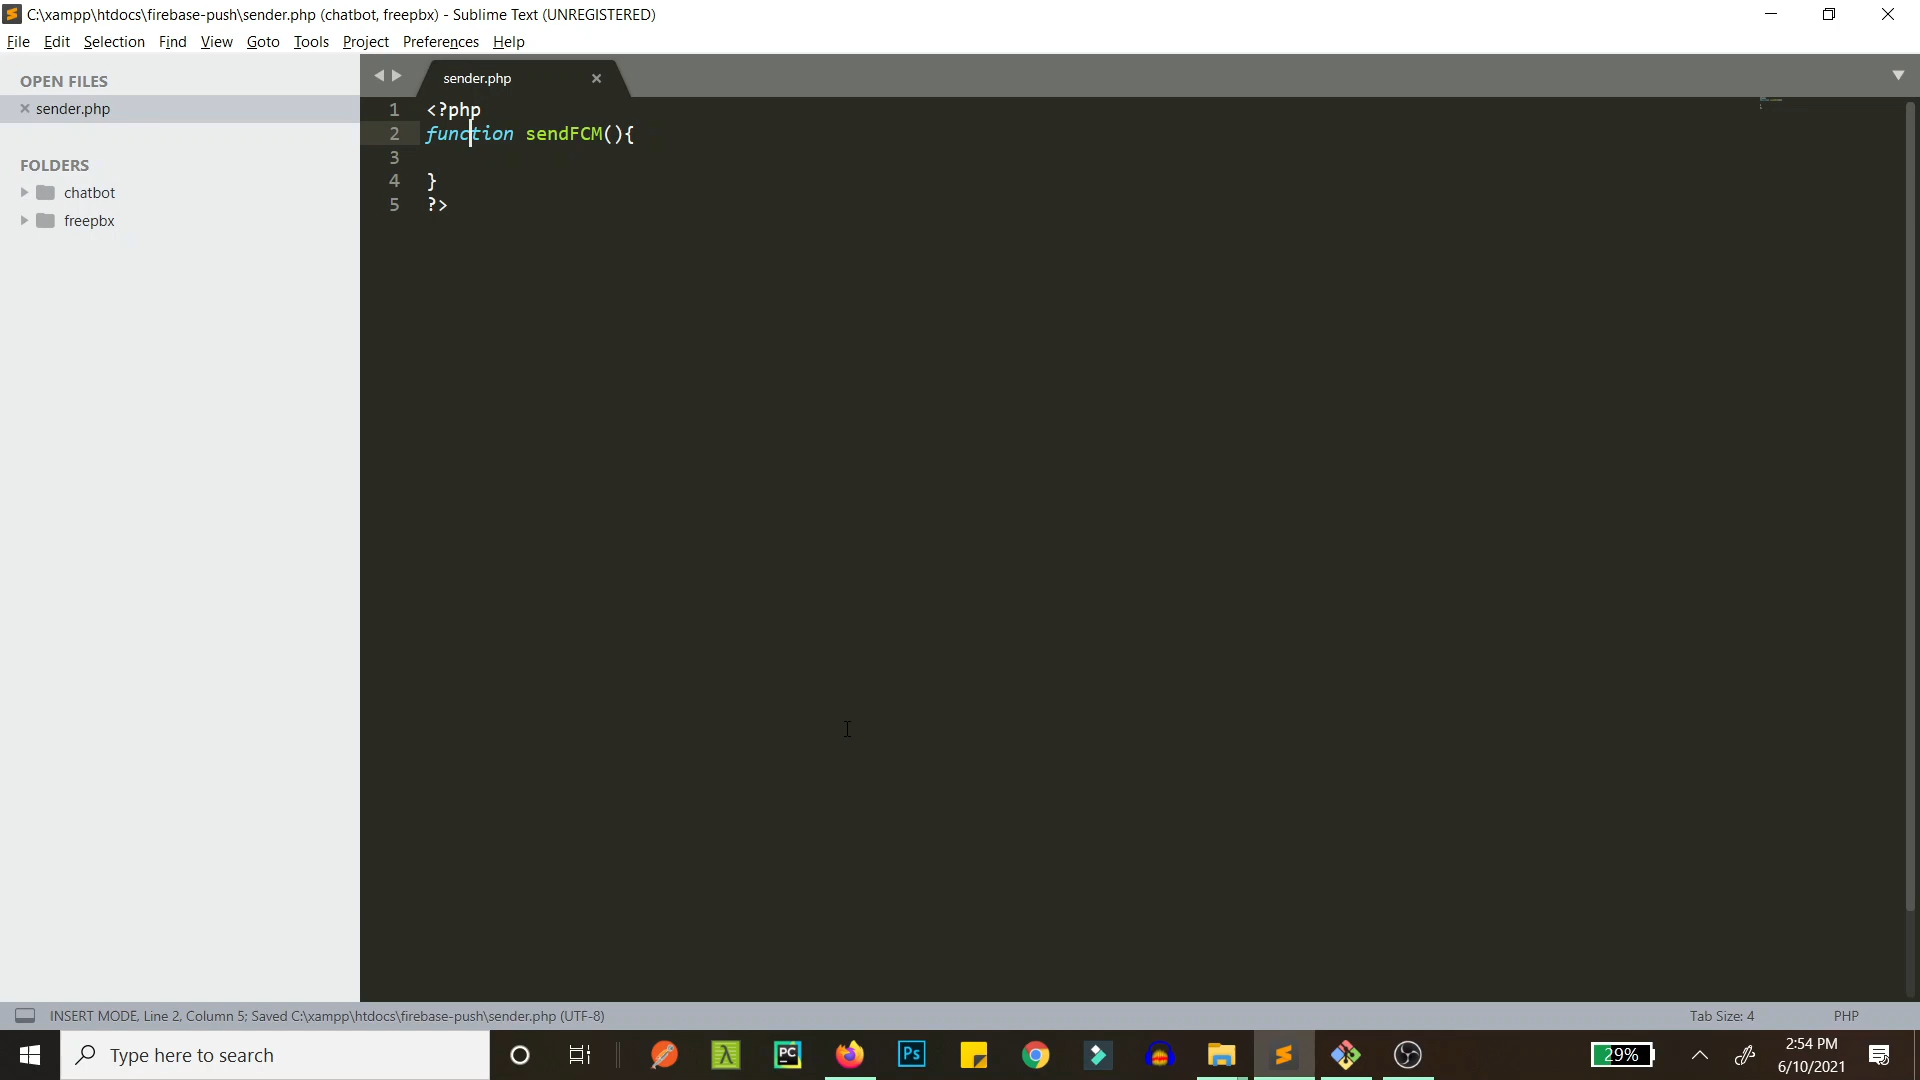 C:\xampp\htdocs\firebase-push\sender.php (chatbot, freepbx) - Sublime Text (UNREGISTERED)
File Edit Selection Find View Goto Tools Project Preferences Help
OPEN FILES
sender.php
FOLDERS
chatbot
freepbx
sender.php
1 <?php
2 function sendFCM(){
3
4 }
5 ?>
INSERT MODE, Line 2, Column 5; Saved C:\xampp\htdocs\firebase-push\sender.php (UTF-8)
Tab Size: 4
PHP
Type here to search
PC
Ps
29%
2:54 PM
6/10/2021